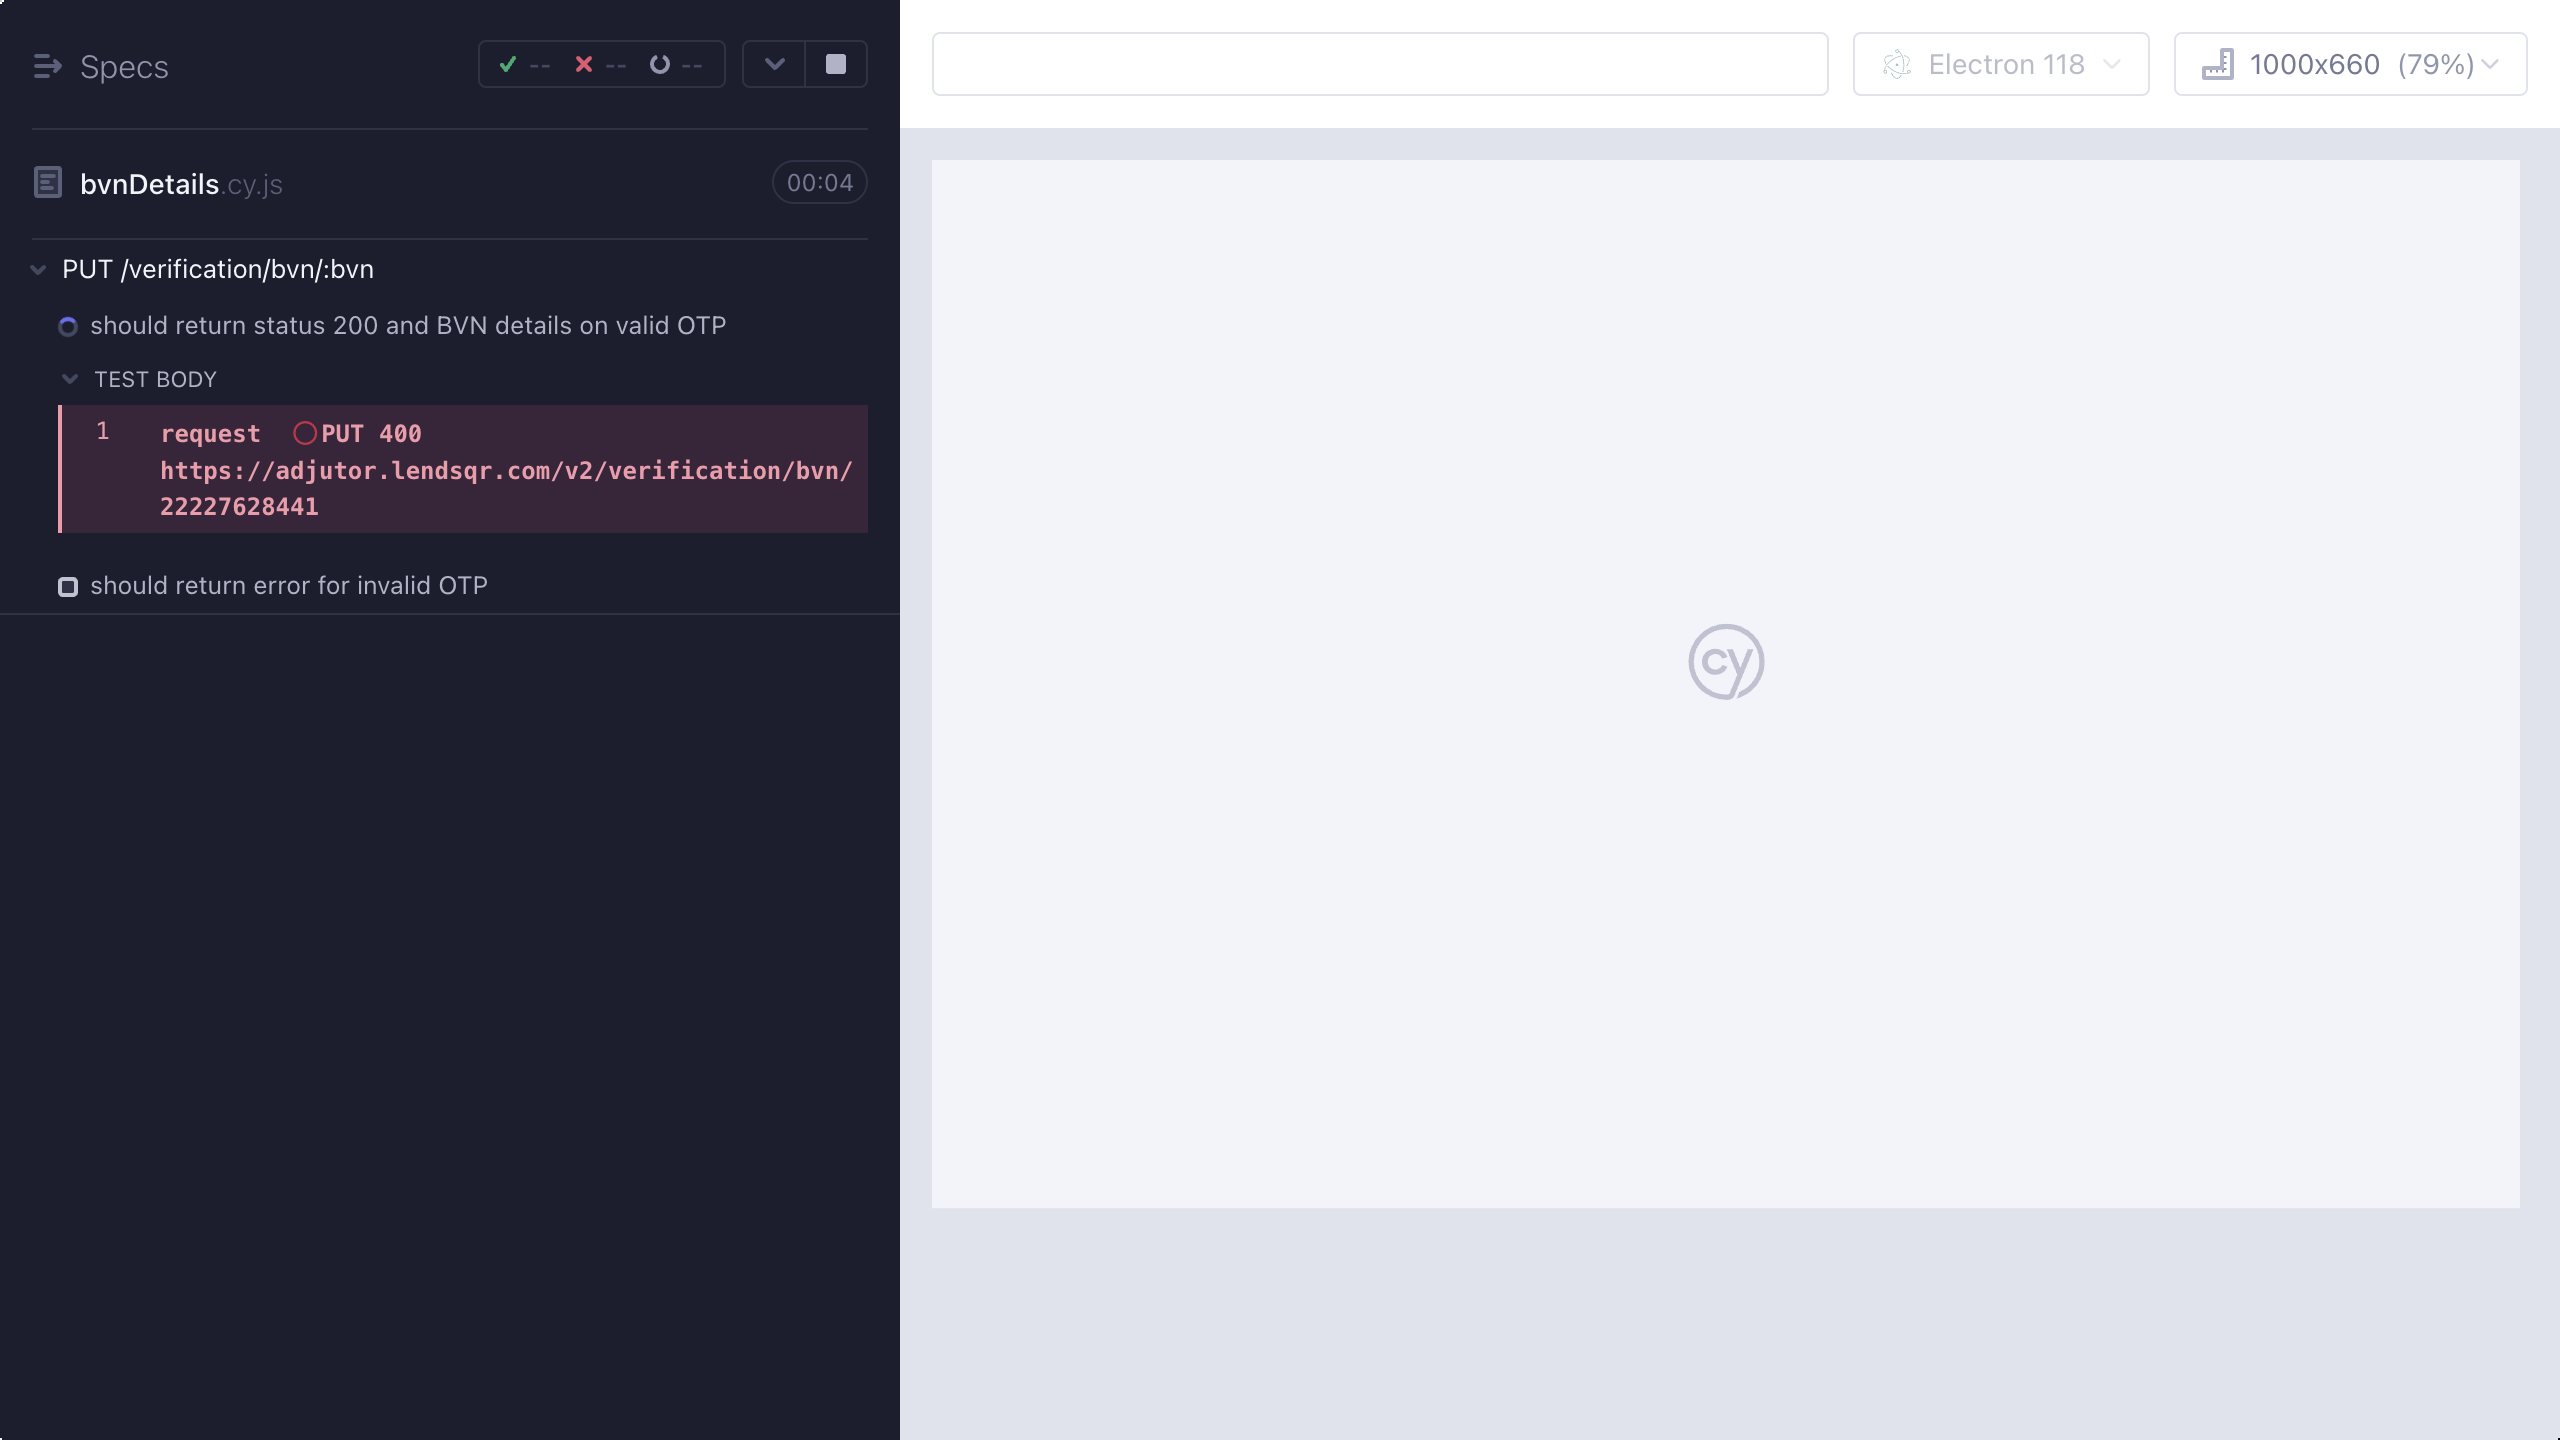 Specs
-- -- --
bvnDetails.cy.js
00:04
PUT /verification/bvn/:bvn
should return status 200 and BVN details on valid OTP
TEST BODY
1 request PUT 400
https://adjutor.lendsqr.com/v2/verification/bvn/
22227628441
should return error for invalid OTP
Electron 118
1000x660 (79%)
cy